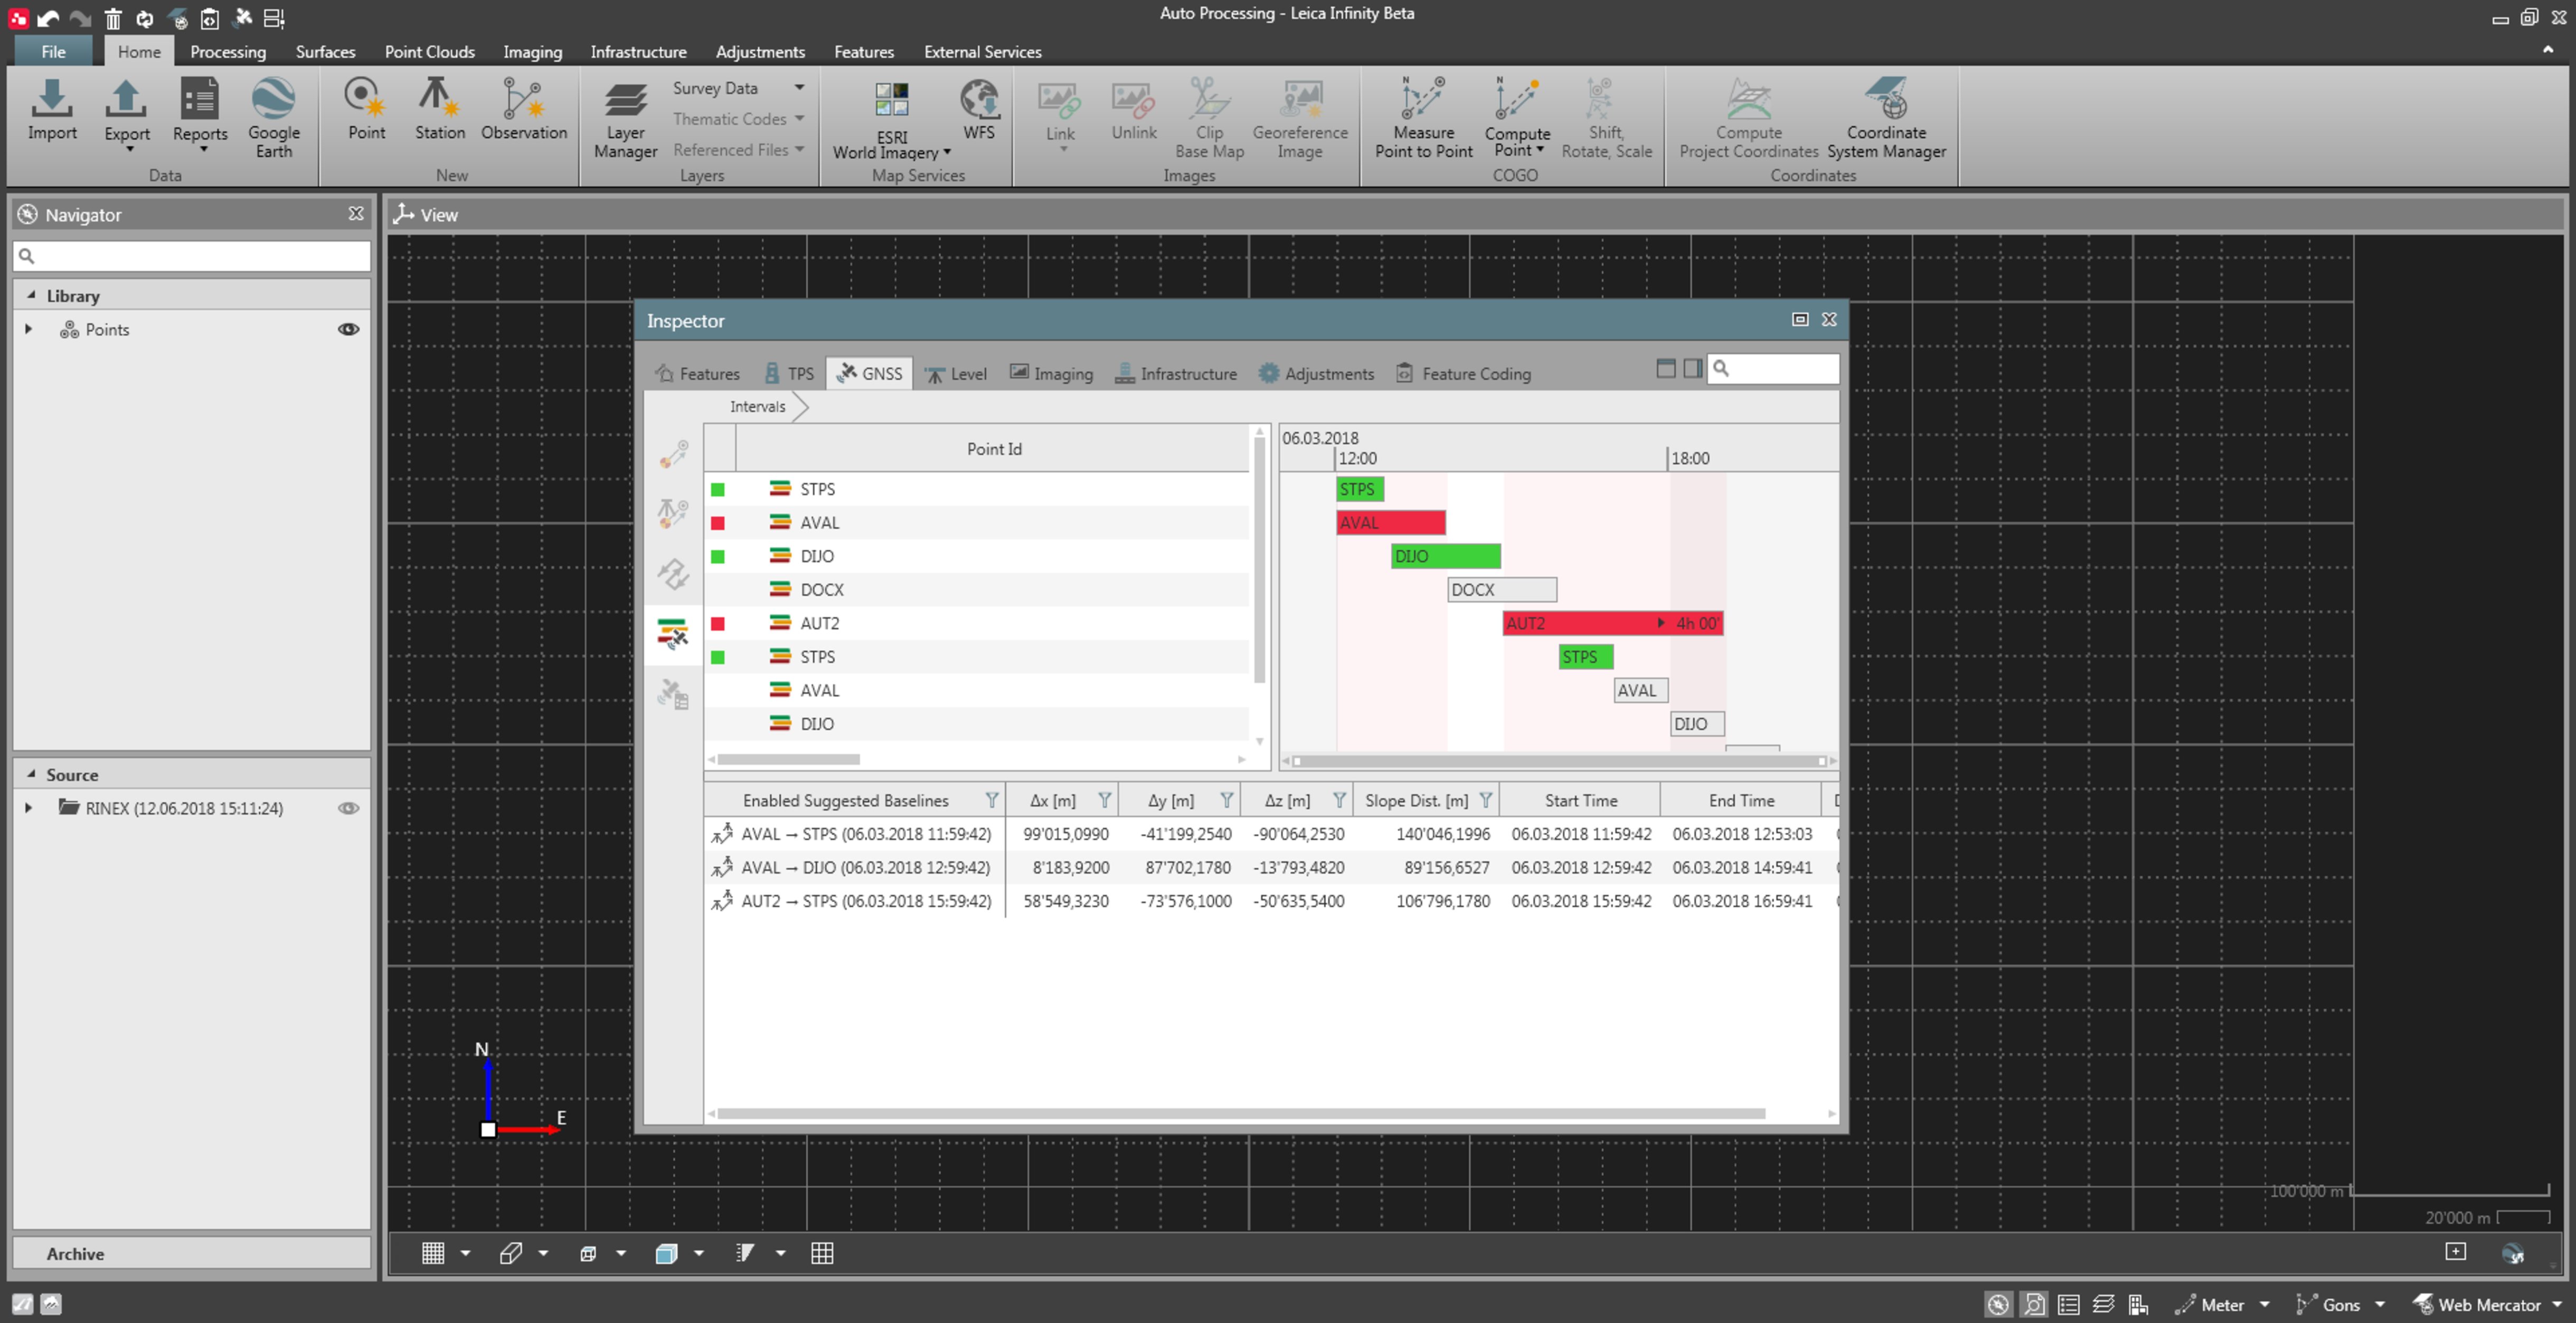 Auto Processing - Leica Infinity Beta
File Home Processing Surfaces Point Clouds Imaging Infrastructure Adjustments Features External Services
Import Export Reports Google Earth
Data
Point Station Observation
New
Layer Manager
Survey Data
Thematic Codes
Referenced Files
Layers
ESRI World Imagery WFS
Map Services
Link Unlink Clip Base Map Georeference Image
Images
Measure Point to Point Compute Point Shift, Rotate, Scale
COGO
Compute Project Coordinates Coordinate System Manager
Coordinates
Navigator
Library
Points
Source
RINEX (12.06.2018 15:11:24)
Archive
View
Inspector
Features TPS GNSS Level Imaging Infrastructure Adjustments Feature Coding
Intervals
Point Id
STPS
AVAL
DIJO
DOCX
AUT2
STPS
AVAL
DIJO
06.03.2018
12:00 18:00
STPS
AVAL
DIJO
DOCX
AUT2 4h 00'
STPS
AVAL
DIJO
Enabled Suggested Baselines Δx [m] Δy [m] Δz [m] Slope Dist. [m] Start Time End Time
AVAL → STPS (06.03.2018 11:59:42) 99'015,0990 -41'199,2540 -90'064,2530 140'046,1996 06.03.2018 11:59:42 06.03.2018 12:53:03
AVAL → DIJO (06.03.2018 12:59:42) 8'183,9200 87'702,1780 -13'793,4820 89'156,6527 06.03.2018 12:59:42 06.03.2018 14:59:41
AUT2 → STPS (06.03.2018 15:59:42) 58'549,3230 -73'576,1000 -50'635,5400 106'796,1780 06.03.2018 15:59:42 06.03.2018 16:59:41
N
E
100'000 m
20'000 m
Meter Gons Web Mercator